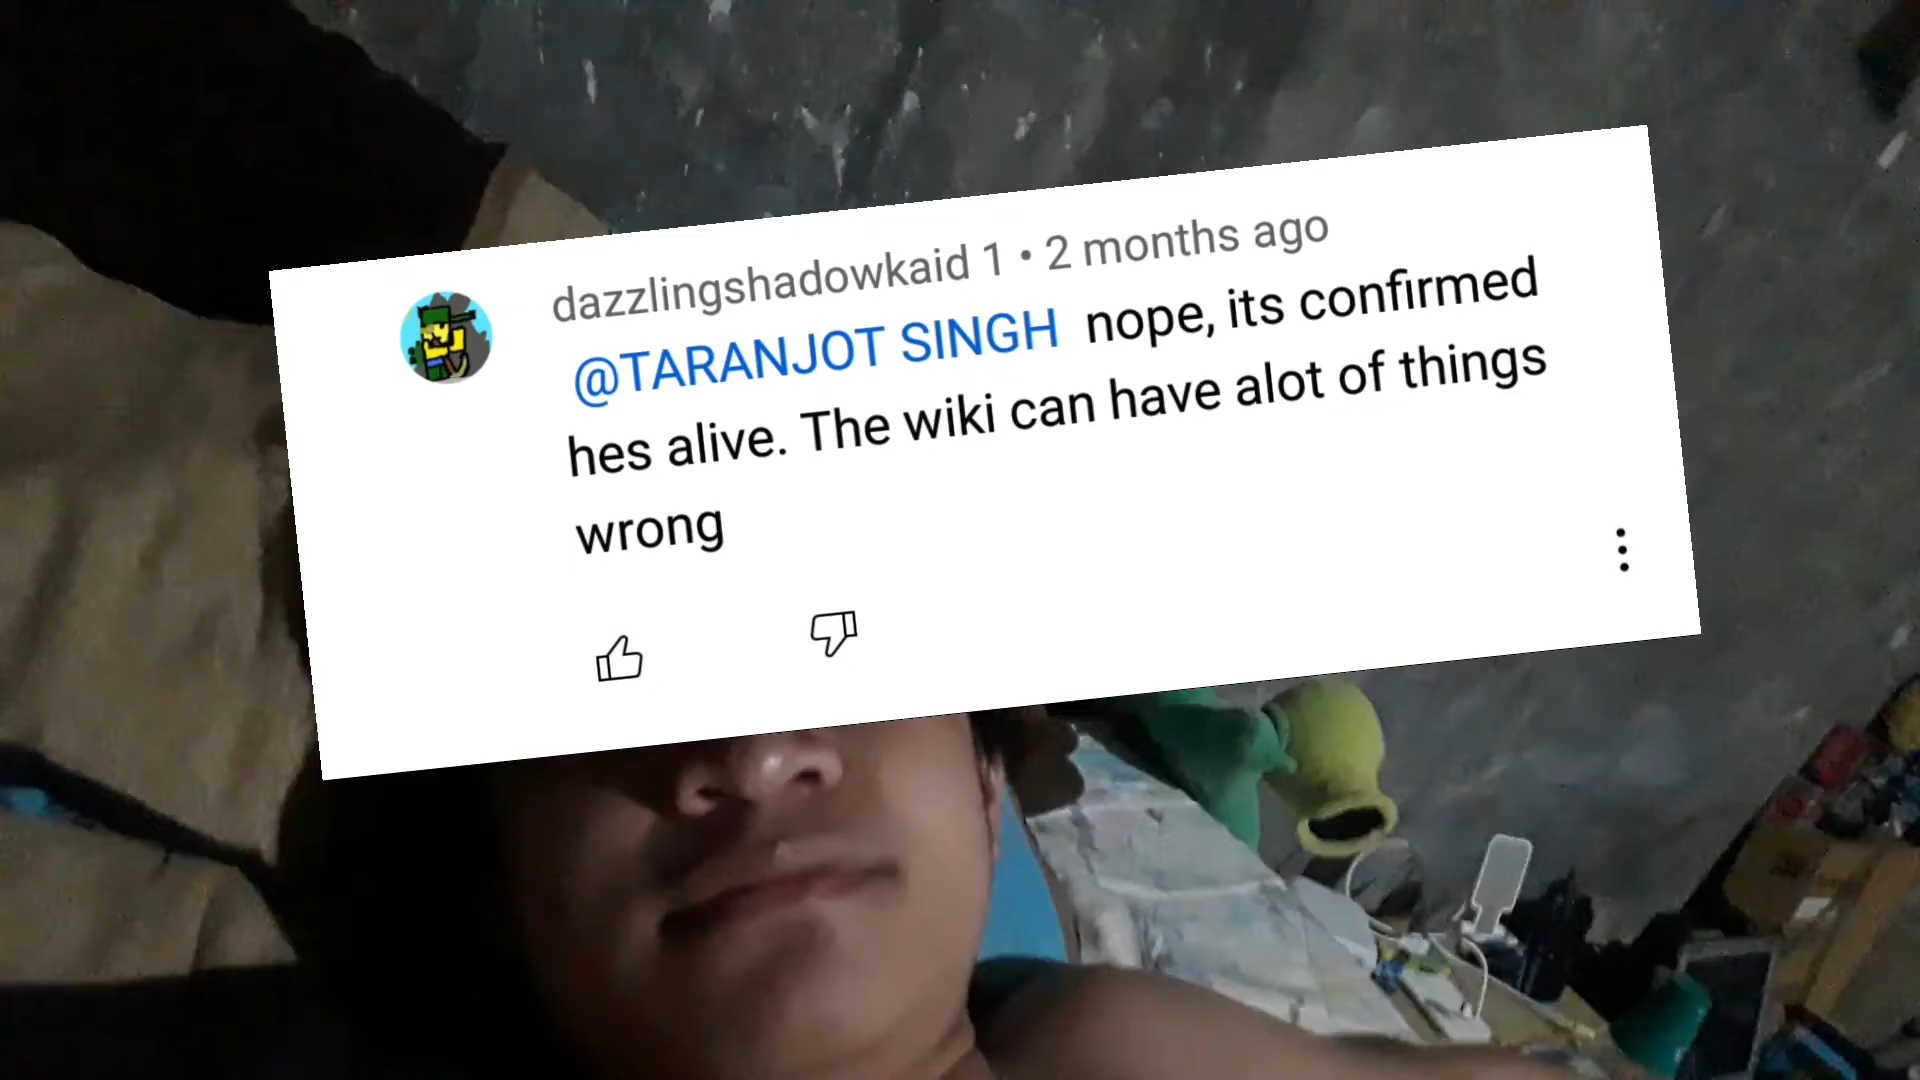 dazzlingshadowkaid 1 • 2 months ago
@TARANJOT SINGH nope, its confirmed
hes alive. The wiki can have alot of things
wrong